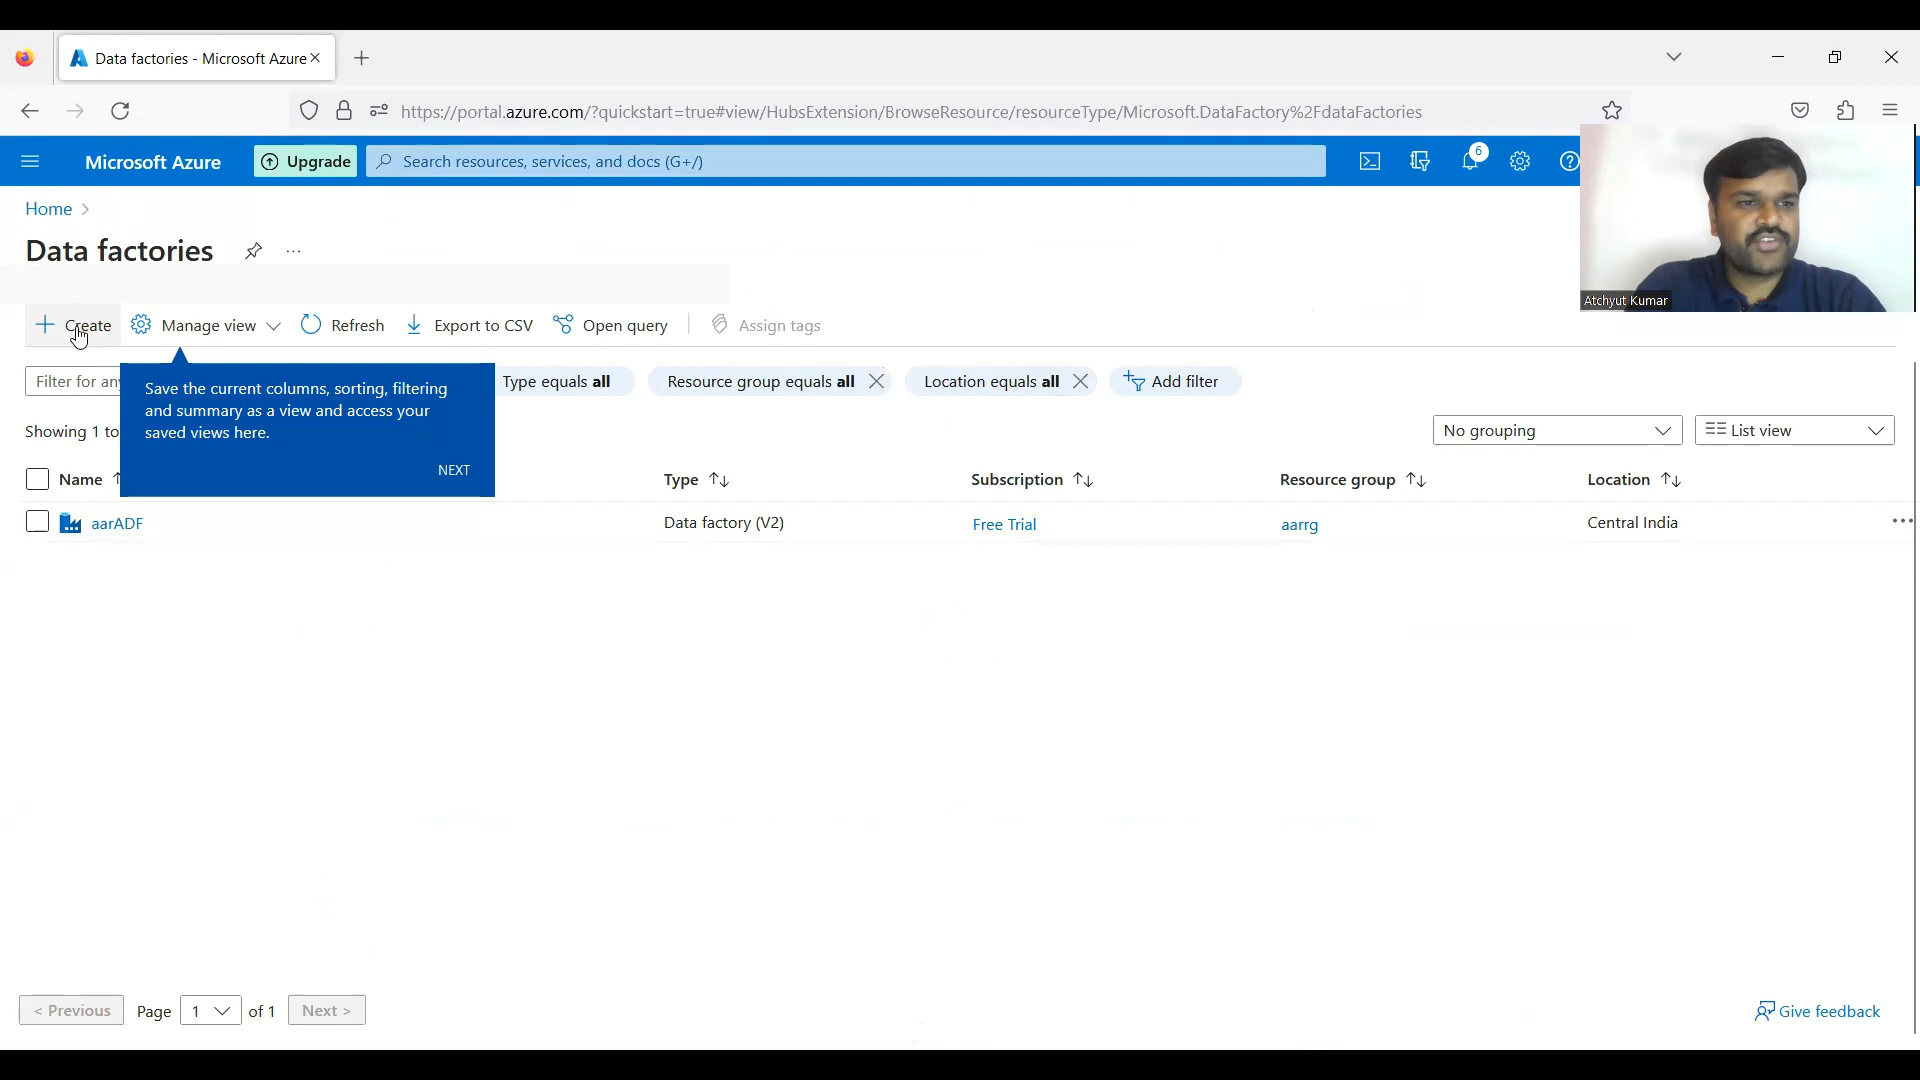 Data factories - Microsoft Azure
https://portal.azure.com/?quickstart=true#view/HubsExtension/BrowseResource/resourceType/Microsoft.DataFactory%2FdataFactories
Microsoft Azure
Upgrade
Search resources, services, and docs (G+/)
6
Home
Data factories
Atchyut Kumar
Create
Manage view
Refresh
Export to CSV
Open query
Assign tags
Save the current columns, sorting, filtering
and summary as a view and access your
saved views here.
NEXT
Filter for any
Type equals all
Resource group equals all
Location equals all
Add filter
Showing 1 to
No grouping
List view
Name
Type
Subscription
Resource group
Location
aarADF
Data factory (V2)
Free Trial
aarrg
Central India
< Previous
Page
1
of 1
Next >
Give feedback